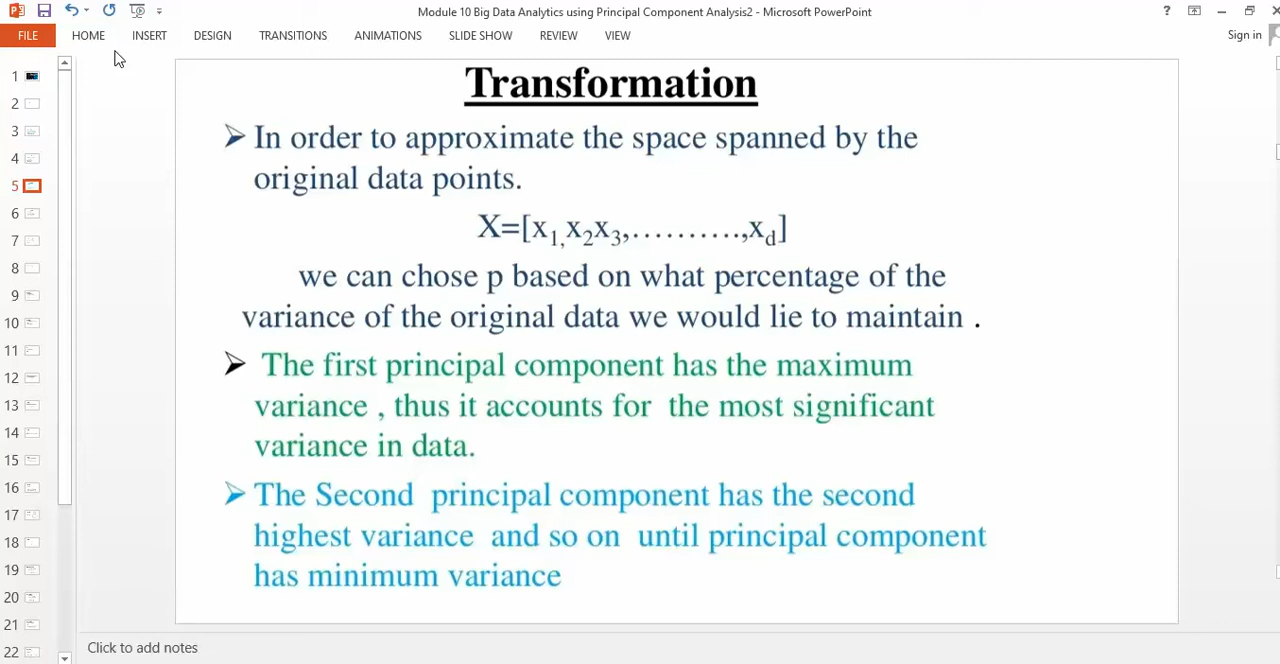 Module 10 Big Data Analytics using Principal Component Analysis2 - Microsoft PowerPoint
?
FILE HOME INSERT DESIGN TRANSITIONS ANIMATIONS SLIDE SHOW REVIEW VIEW
Sign in
1
2
3
4
5
6
7
8
9
10
11
12
13
14
15
16
17
18
19
20
21
22
Transformation
➢ In order to approximate the space spanned by the
original data points.
X=[x₁,x₂x₃,……….,x_d]
we can chose p based on what percentage of the
variance of the original data we would lie to maintain .
➢ The first principal component has the maximum
variance , thus it accounts for the most significant
variance in data.
➢ The Second principal component has the second
highest variance and so on until principal component
has minimum variance
Click to add notes